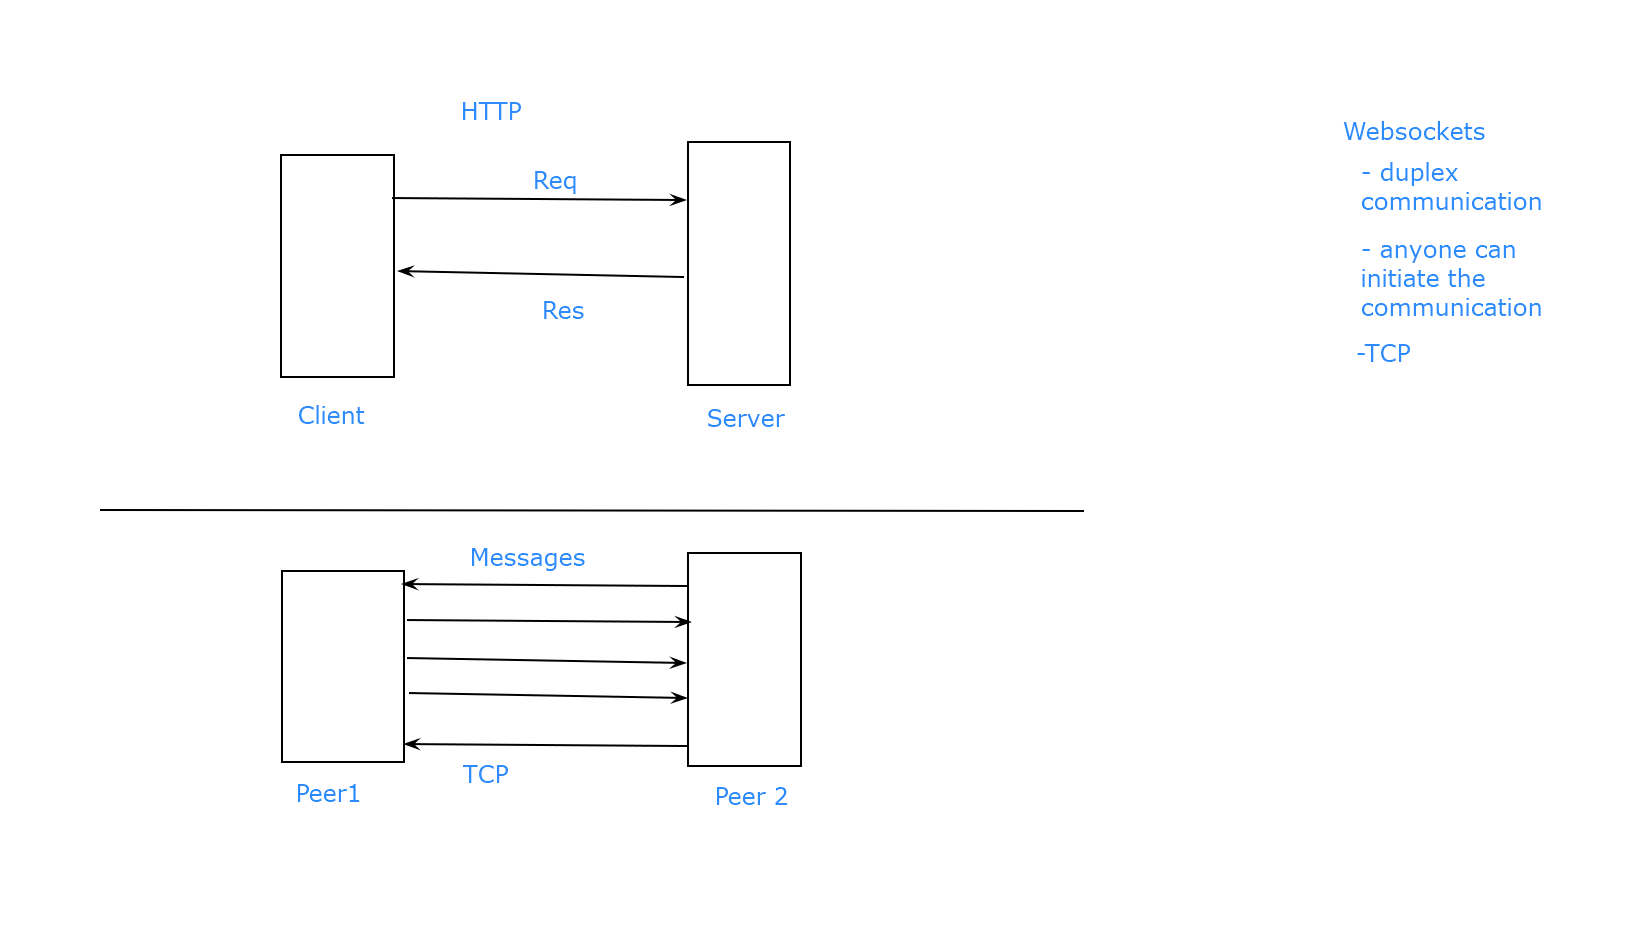 HTTP
Req
Res
Client
Server
Websockets
- duplex
communication
- anyone can
initiate the
communication
-TCP
Messages
TCP
Peer1
Peer 2